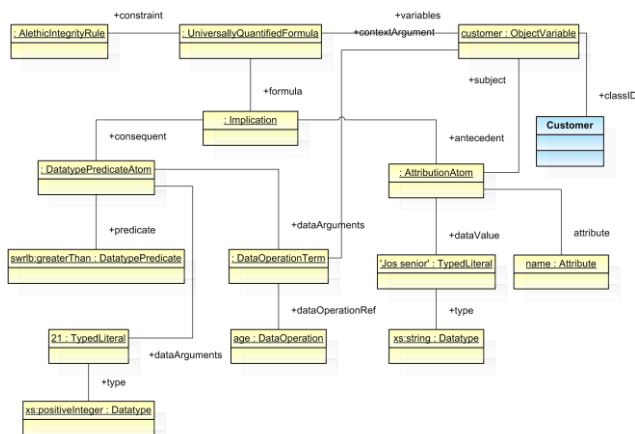 +constraint
+variables
: AlethicIntegrityRule
: UniversallyQuantifiedFormula
+contextArgument
customer : ObjectVariable
+subject
+formula
+classID
: Implication
Customer
+consequent
+antecedent
: DatatypePredicateAtom
: AttributionAtom
+predicate
+dataArguments
+dataValue
attribute
swrlb:greaterThan : DatatypePredicate
: DataOperationTerm
'Jos senior' : TypedLiteral
name : Attribute
+dataOperationRef
+type
21 : TypedLiteral
+dataArguments
age : DataOperation
xs:string : Datatype
+type
xs:positiveInteger : Datatype